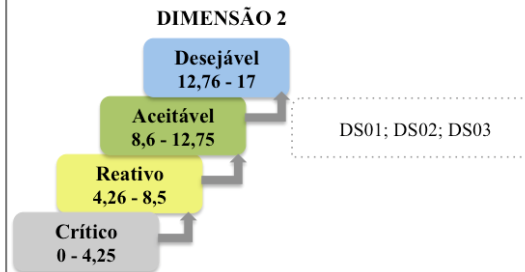 DIMENSÃO 2
Desejável
12,76 - 17
Aceitável
8,6 - 12,75
DS01; DS02; DS03
Reativo
4,26 - 8,5
Crítico
0 - 4,25